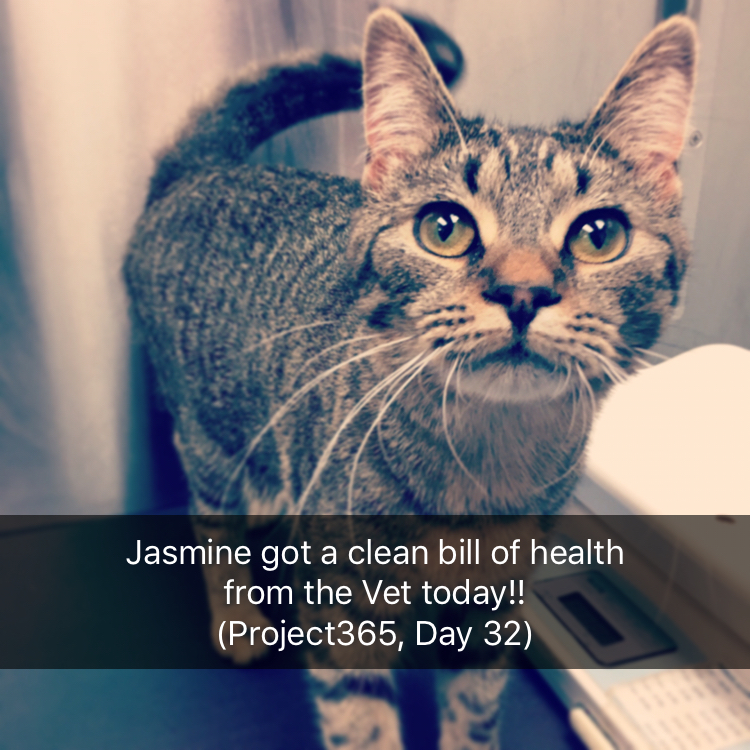 Jasmine got a clean bill of health
from the Vet today!!
(Project365, Day 32)